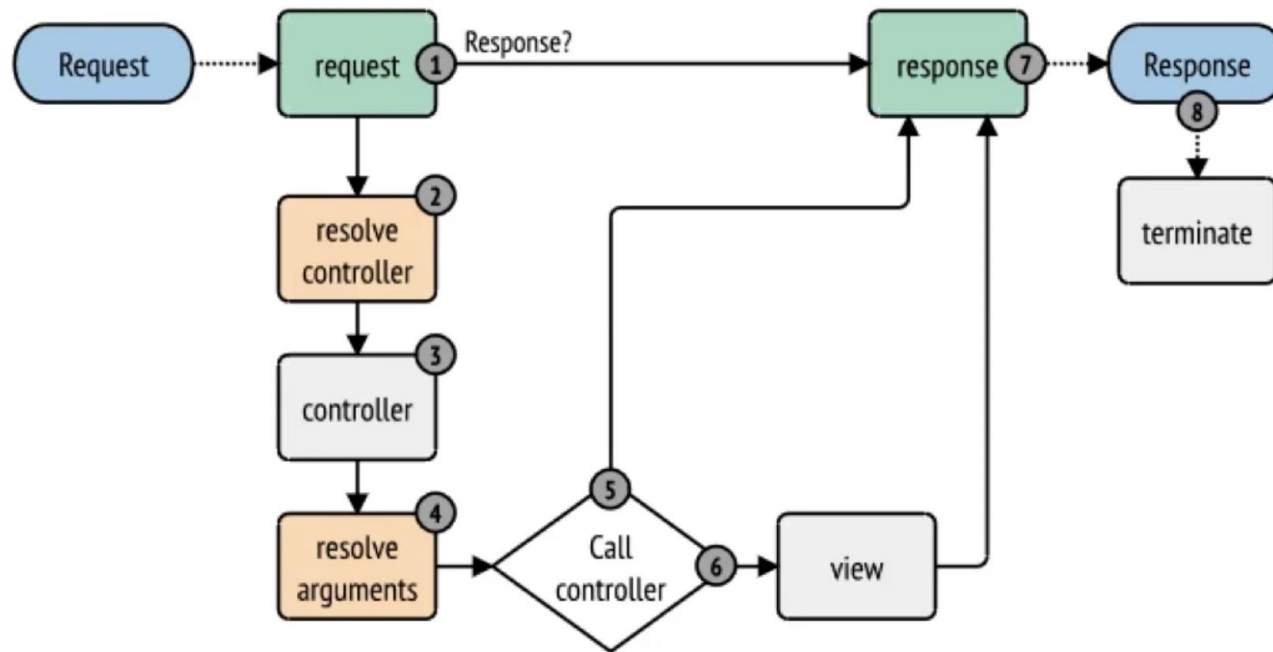 Request
request
1
Response?
response
7
Response
8
2
resolve
controller
terminate
3
controller
4
resolve
arguments
5
Call
controller
6
view